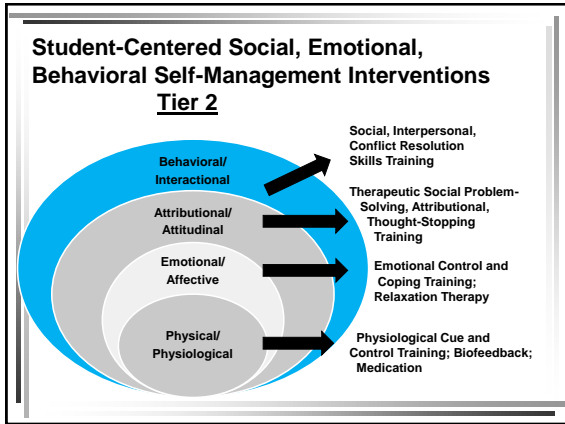 Student-Centered Social, Emotional,
Behavioral Self-Management Interventions
Tier 2
Behavioral/
Interactional
Social, Interpersonal,
Conflict Resolution
Skills Training
Attributional/
Attitudinal
Therapeutic Social Problem-
Solving, Attributional,
Thought-Stopping
Training
Emotional/
Affective
Emotional Control and
Coping Training;
Relaxation Therapy
Physical/
Physiological
Physiological Cue and
Control Training; Biofeedback;
Medication